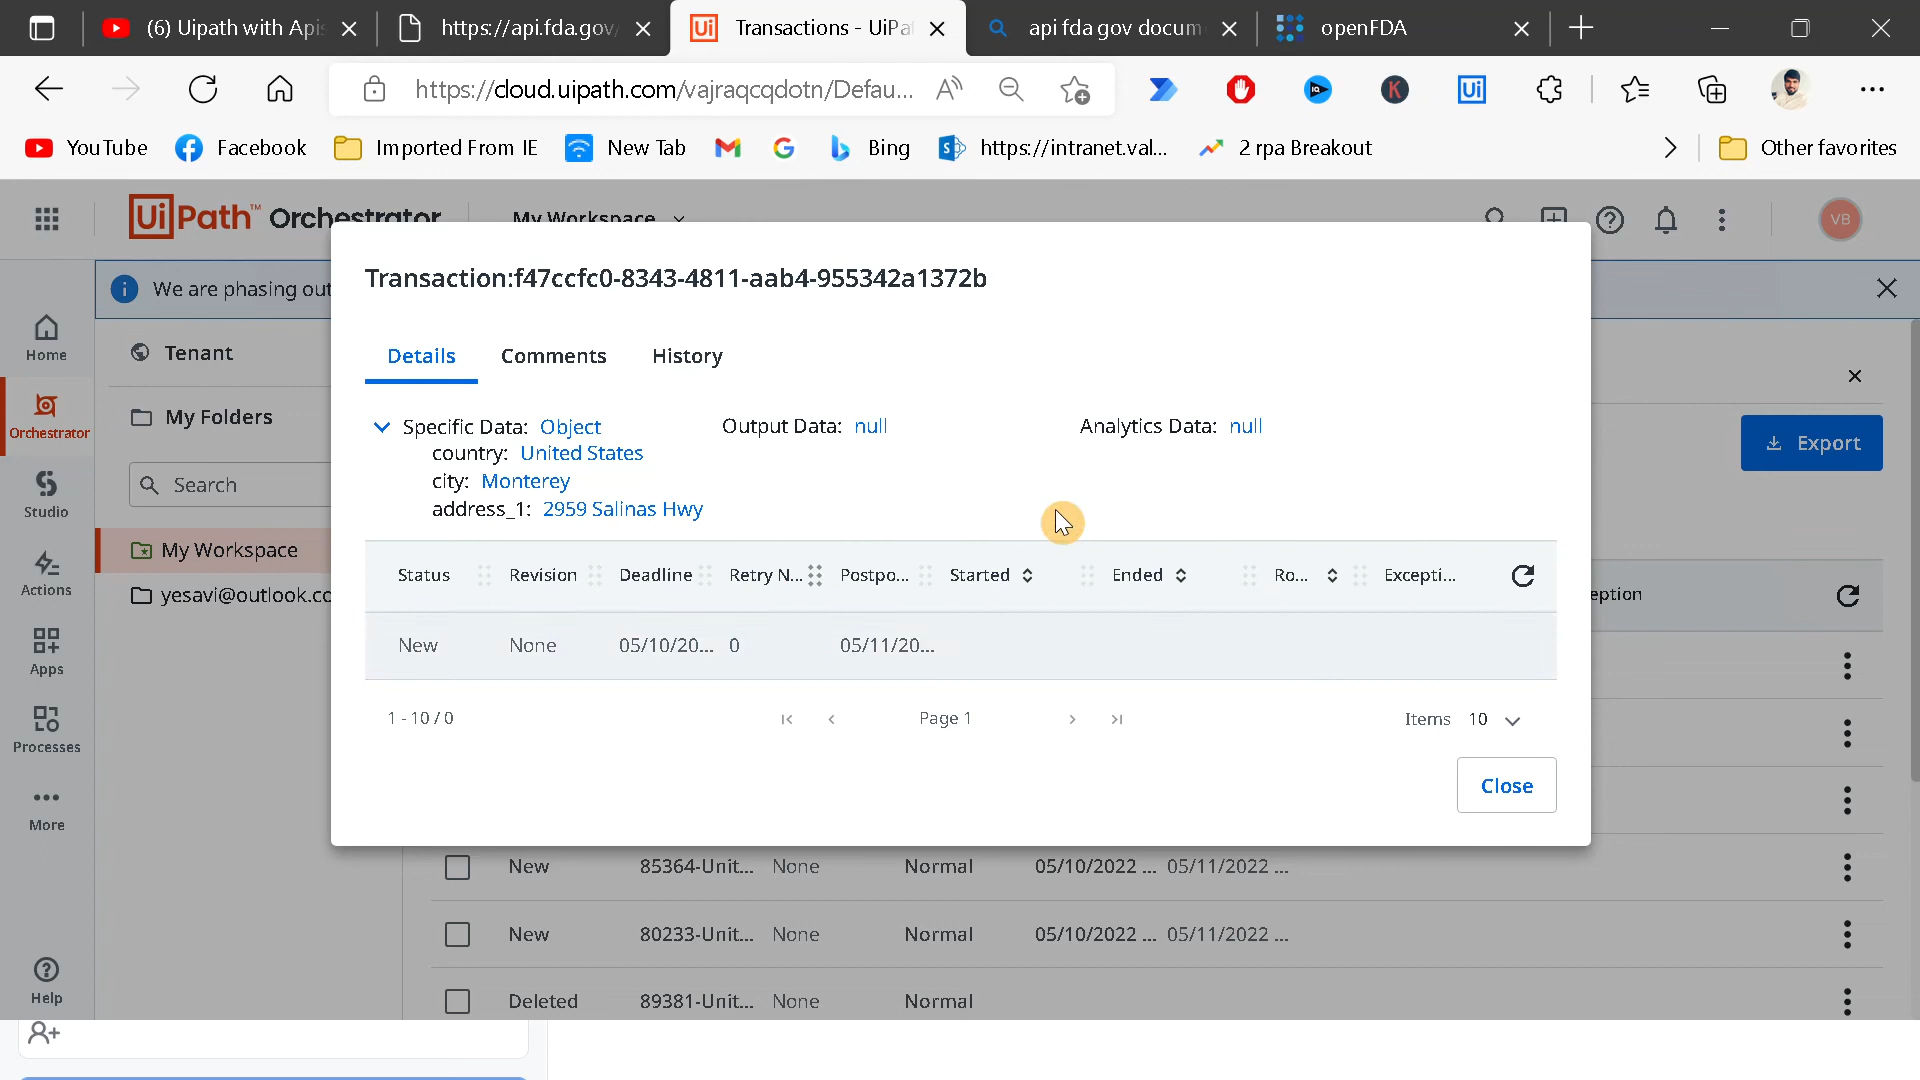 (6) Uipath with Apis
https://api.fda.gov/
Transactions - UiPa
api fda gov docum
openFDA
https://cloud.uipath.com/vajraqcqdotn/Defau...
YouTube
Facebook
Imported From IE
New Tab
Bing
https://intranet.val...
2 rpa Breakout
Other favorites
UiPath™ Orchestrator
My Workspace
VB
We are phasing out
Home
Orchestrator
Studio
Actions
Apps
Processes
More
Help
Tenant
My Folders
Search
My Workspace
yesavi@outlook.co
Export
eption
Transaction:f47ccfc0-8343-4811-aab4-955342a1372b
Details Comments History
Specific Data: Object
country: United States
city: Monterey
address_1: 2959 Salinas Hwy
Output Data: null
Analytics Data: null
Status Revision Deadline Retry N... Postpo... Started Ended Ro... Excepti...
New None 05/10/20... 0 05/11/20...
1 - 10 / 0 Page 1 Items 10
Close
New 85364-Unit... None Normal 05/10/2022 ... 05/11/2022 ...
New 80233-Unit... None Normal 05/10/2022 ... 05/11/2022 ...
Deleted 89381-Unit... None Normal